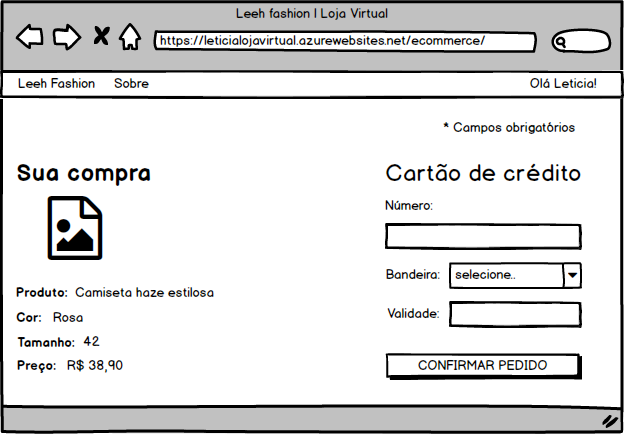 Leeh fashion | Loja Virtual
https://leticialojavirtual.azurewebsites.net/ecommerce/
Leeh Fashion Sobre Olá Leticia!
* Campos obrigatórios
Sua compra
Produto: Camiseta haze estilosa
Cor: Rosa
Tamanho: 42
Preço: R$ 38,90
Cartão de crédito
Número:
Bandeira: selecione..
Validade:
CONFIRMAR PEDIDO